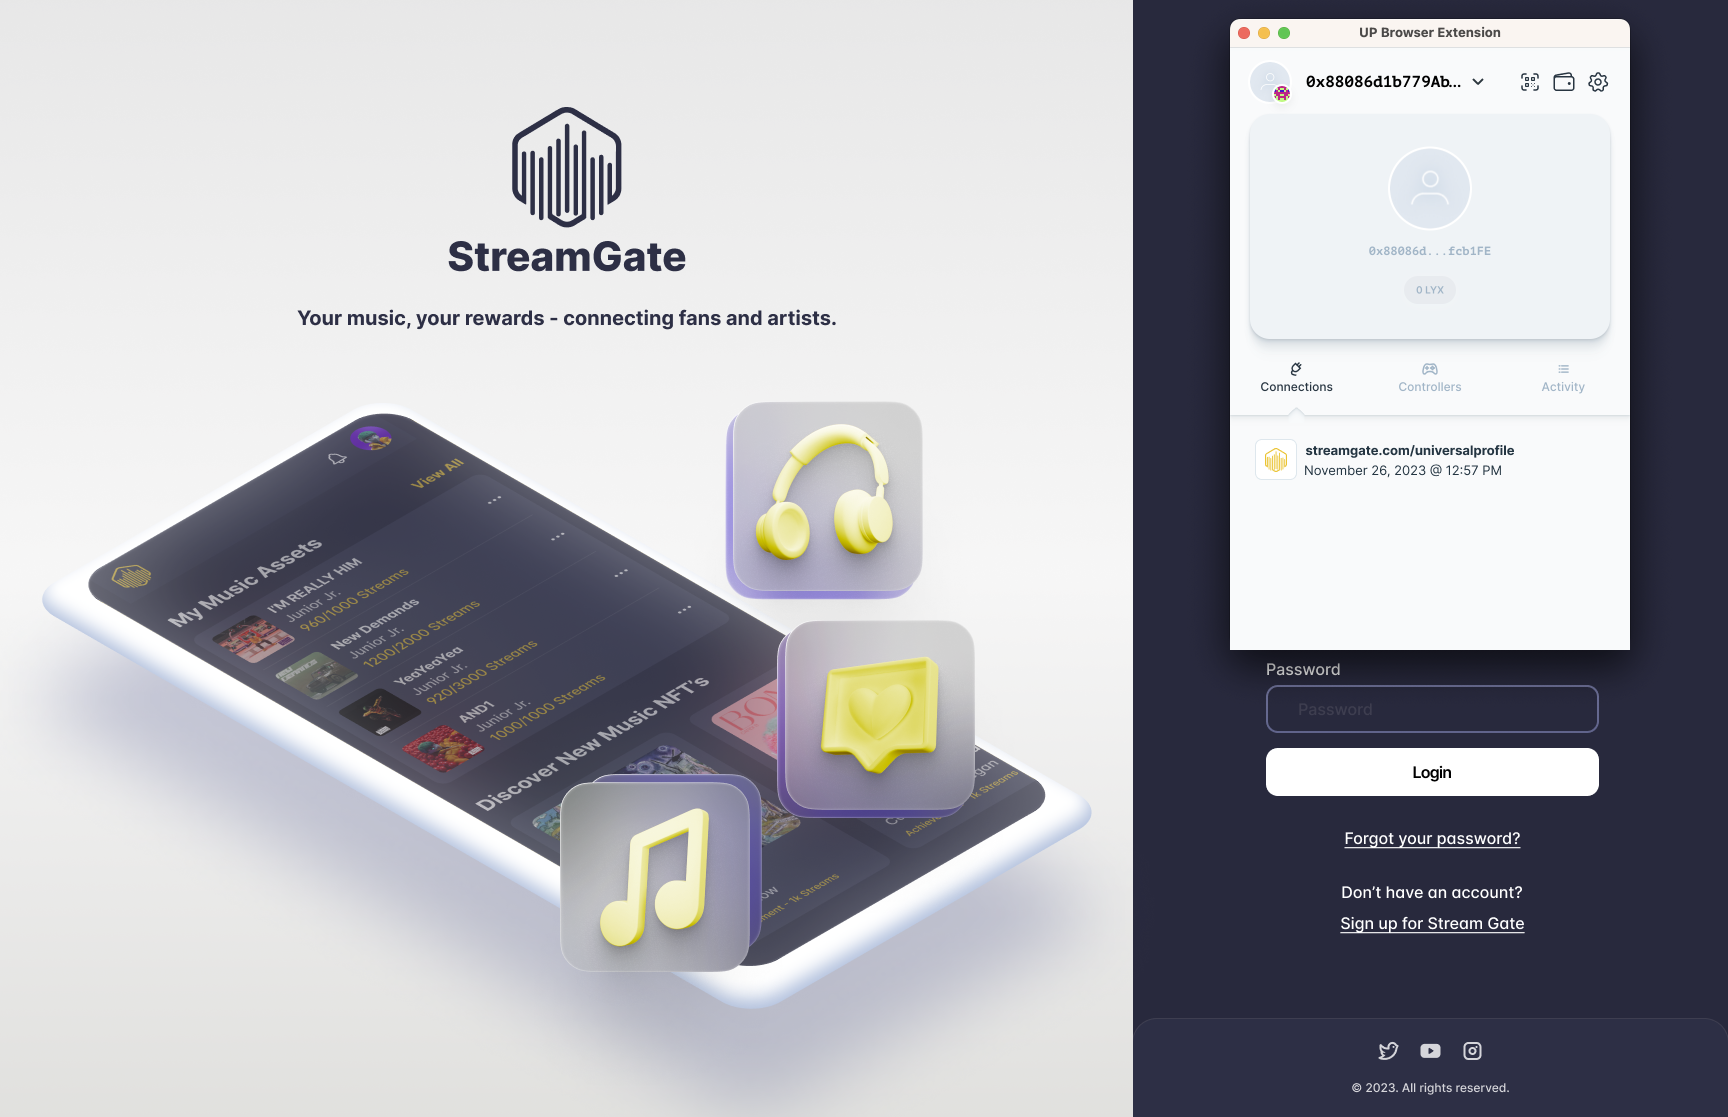 StreamGate
Your music, your rewards - connecting fans and artists.
View All
My Music Assets
I'M REALLY HIM
Junior Jr.
960/1000 Streams
New Demands
Junior Jr.
1200/2000 Streams
YeaYeaYea
Junior Jr.
920/3000 Streams
AND1
Junior Jr.
1000/1000 Streams
Discover New Music NFT's
UP Browser Extension
0x88086d1b779Ab...
0x88086d...fcb1FE
0 LYX
Connections
Controllers
Activity
streamgate.com/universalprofile
November 26, 2023 @ 12:57 PM
Password
Password
Login
Forgot your password?
Don't have an account?
Sign up for Stream Gate
© 2023. All rights reserved.